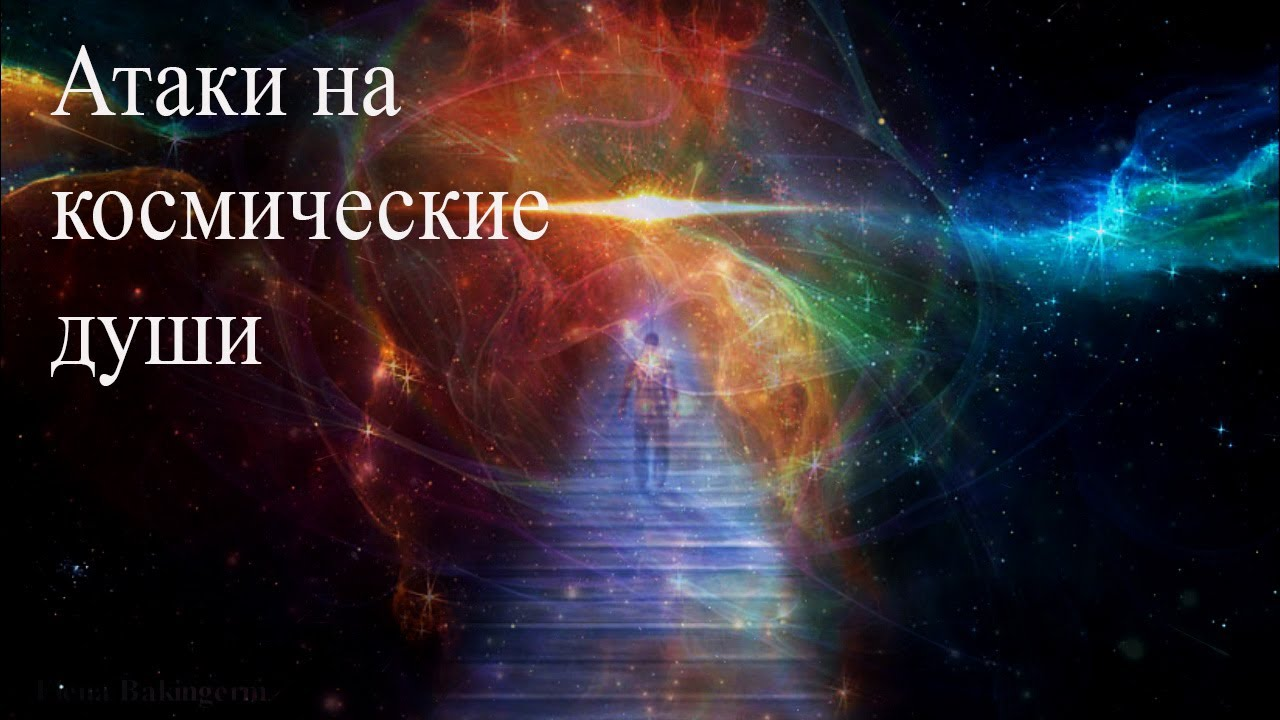 Атаки на
космические
души